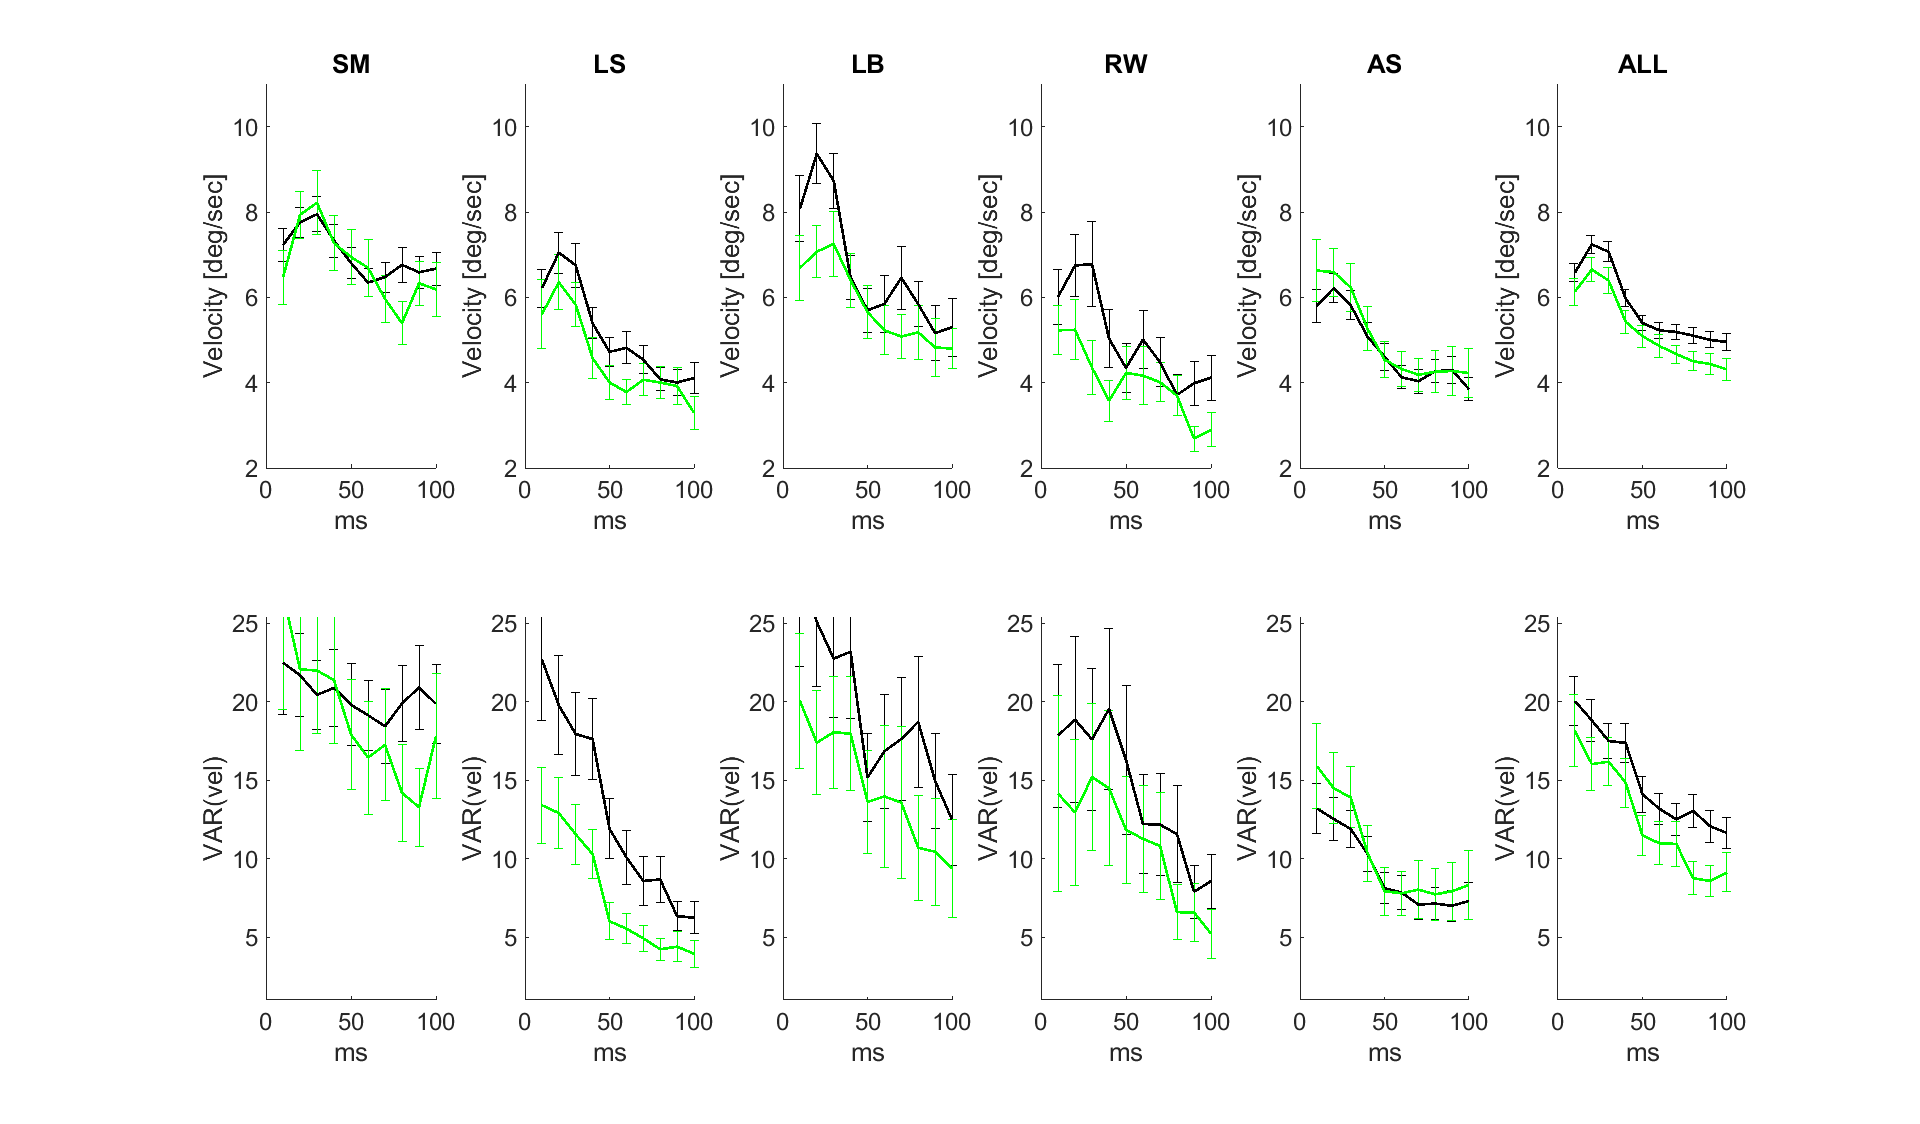 SM LS LB RW AS ALL
Velocity [deg/sec] Velocity [deg/sec] Velocity [deg/sec] Velocity [deg/sec] Velocity [deg/sec] Velocity [deg/sec]
10 10 10 10 10 10
8 8 8 8 8 8
6 6 6 6 6 6
4 4 4 4 4 4
2 2 2 2 2 2
0 50 100 0 50 100 0 50 100 0 50 100 0 50 100 0 50 100
ms ms ms ms ms ms
VAR(vel) VAR(vel) VAR(vel) VAR(vel) VAR(vel) VAR(vel)
25 25 25 25 25 25
20 20 20 20 20 20
15 15 15 15 15 15
10 10 10 10 10 10
5 5 5 5 5 5
0 50 100 0 50 100 0 50 100 0 50 100 0 50 100 0 50 100
ms ms ms ms ms ms